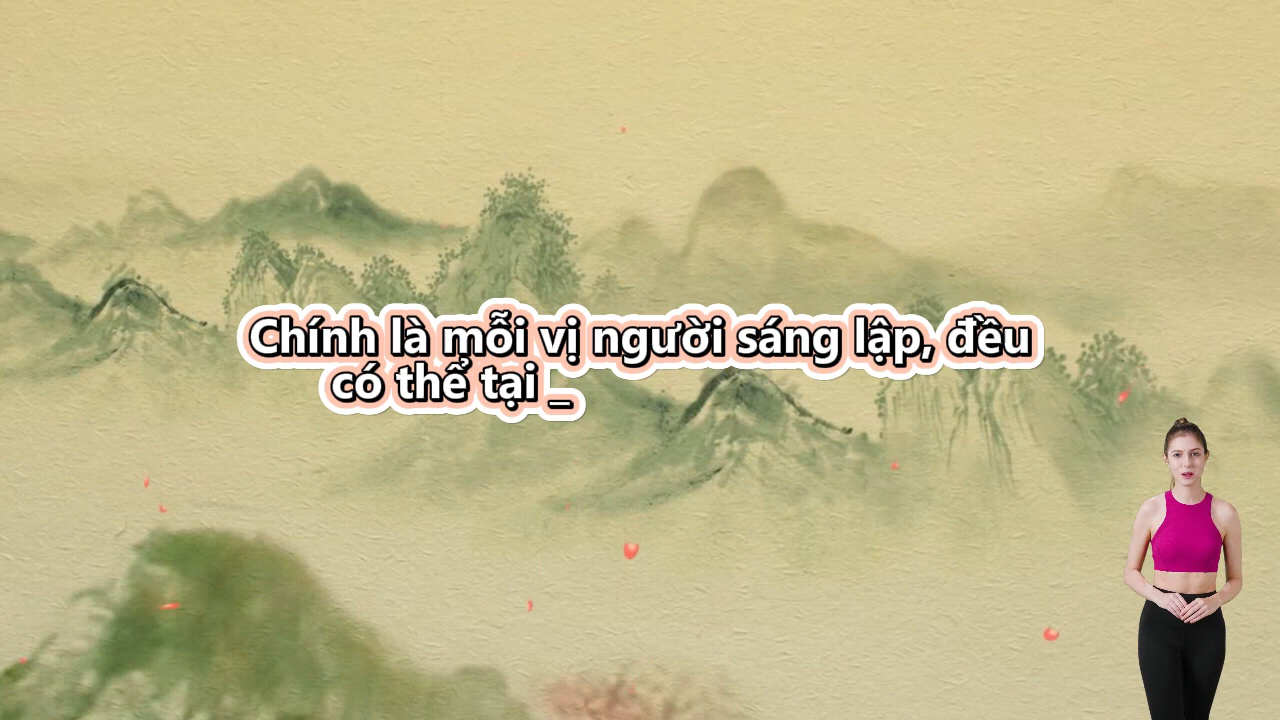 Chính là mỗi vị người sáng lập, đều
có thể tại _